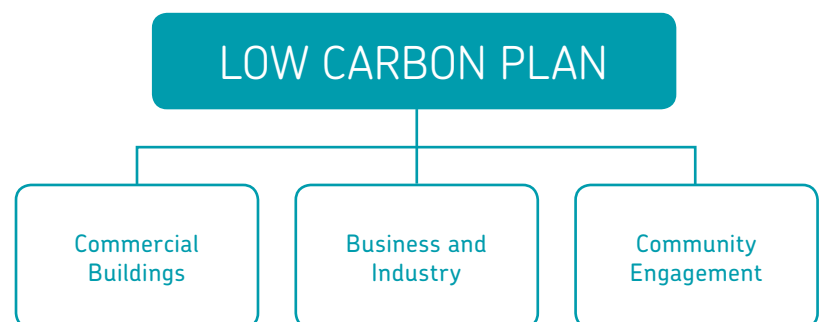 LOW CARBON PLAN
Commercial
Buildings
Business and
Industry
Community
Engagement